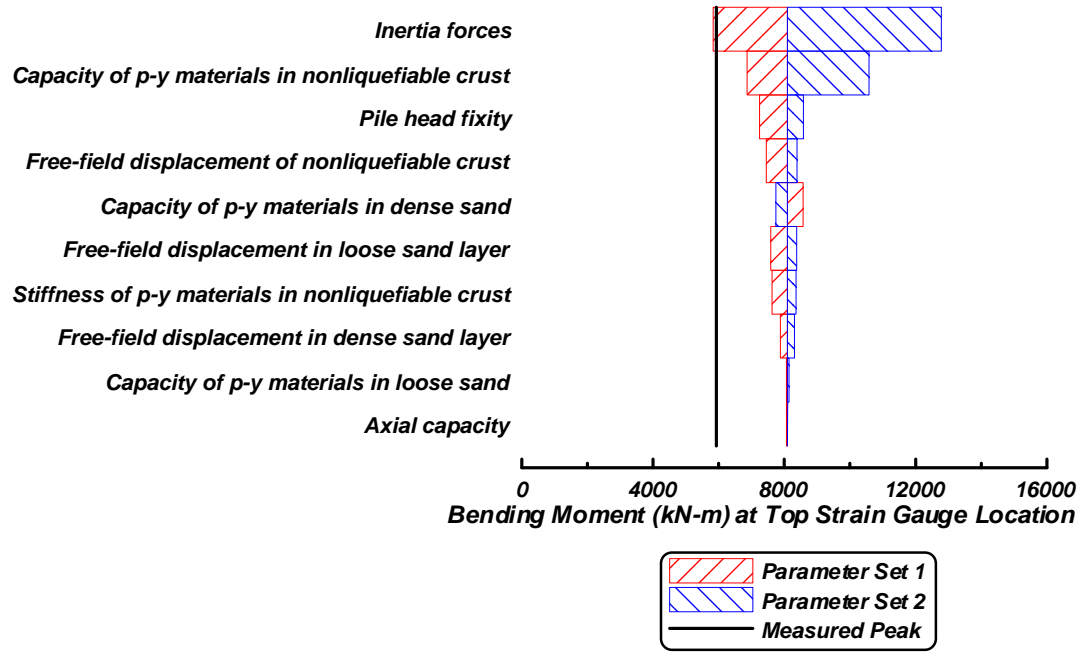 Inertia forces
Capacity of p-y materials in nonliquefiable crust
Pile head fixity
Free-field displacement of nonliquefiable crust
Capacity of p-y materials in dense sand
Free-field displacement in loose sand layer
Stiffness of p-y materials in nonliquefiable crust
Free-field displacement in dense sand layer
Capacity of p-y materials in loose sand
Axial capacity
0 4000 8000 12000 16000
Bending Moment (kN-m) at Top Strain Gauge Location
Parameter Set 1
Parameter Set 2
Measured Peak